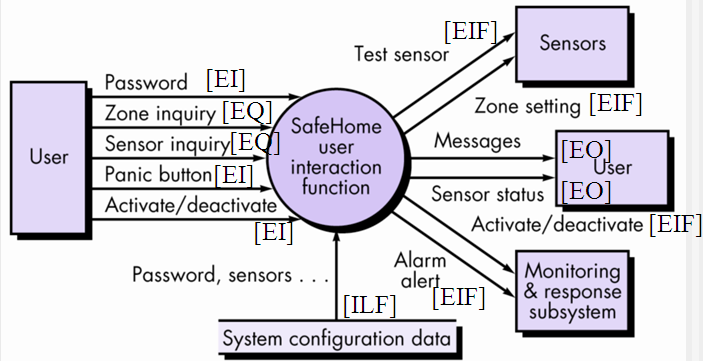 Password [EI]
Zone inquiry [EQ]
Sensor inquiry[EQ]
Panic button[EI]
Activate/deactivate
[EI]
User
SafeHome
user
interaction
function
Test sensor [EIF]
Sensors
Zone setting [EIF]
Messages
[EO]
User
Sensor status [EO]
Activate/deactivate [EIF]
Alarm
alert
[EIF]
Monitoring
& response
subsystem
Password, sensors . . .
[ILF]
System configuration data